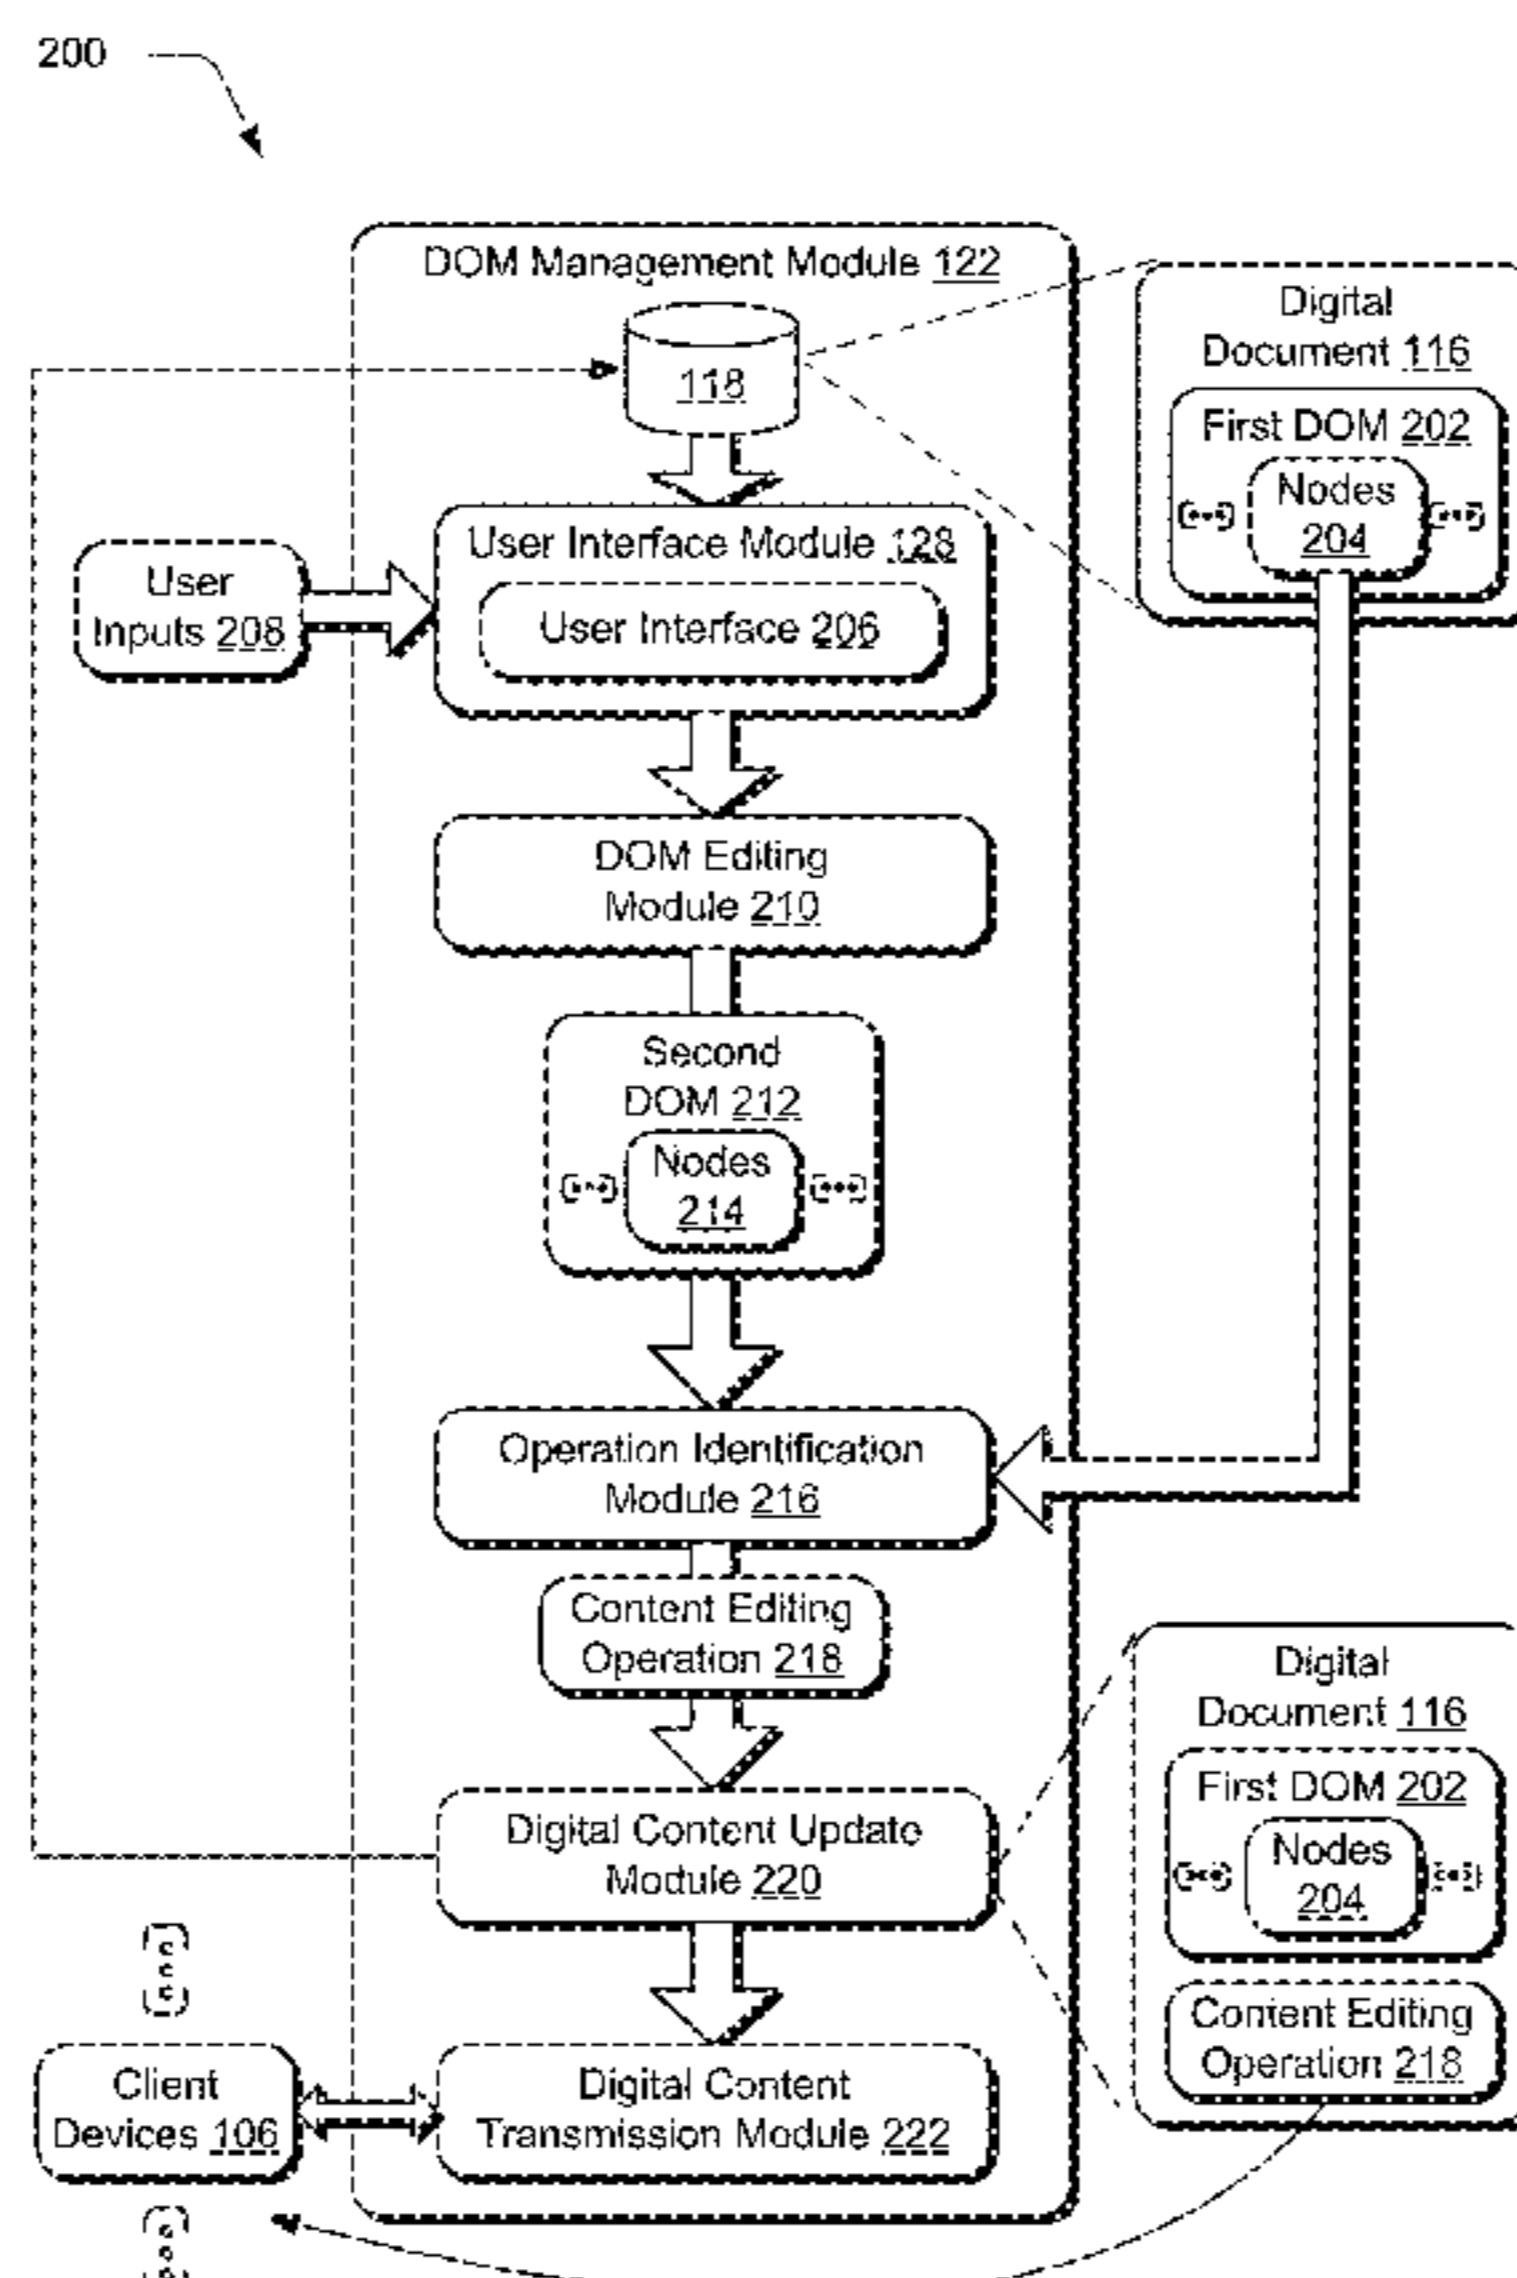 200
DOM Management Module 122
118
Digital
Document 116
First DOM 202
Nodes
204
User Interface Module 128
User Interface 206
User
Inputs 208
DOM Editing
Module 210
Second
DOM 212
Nodes
214
Operation Identification
Module 216
Content Editing
Operation 218
Digital
Document 116
First DOM 202
Nodes
204
Content Editing
Operation 218
Digital Content Update
Module 220
Client
Devices 106
Digital Content
Transmission Module 222